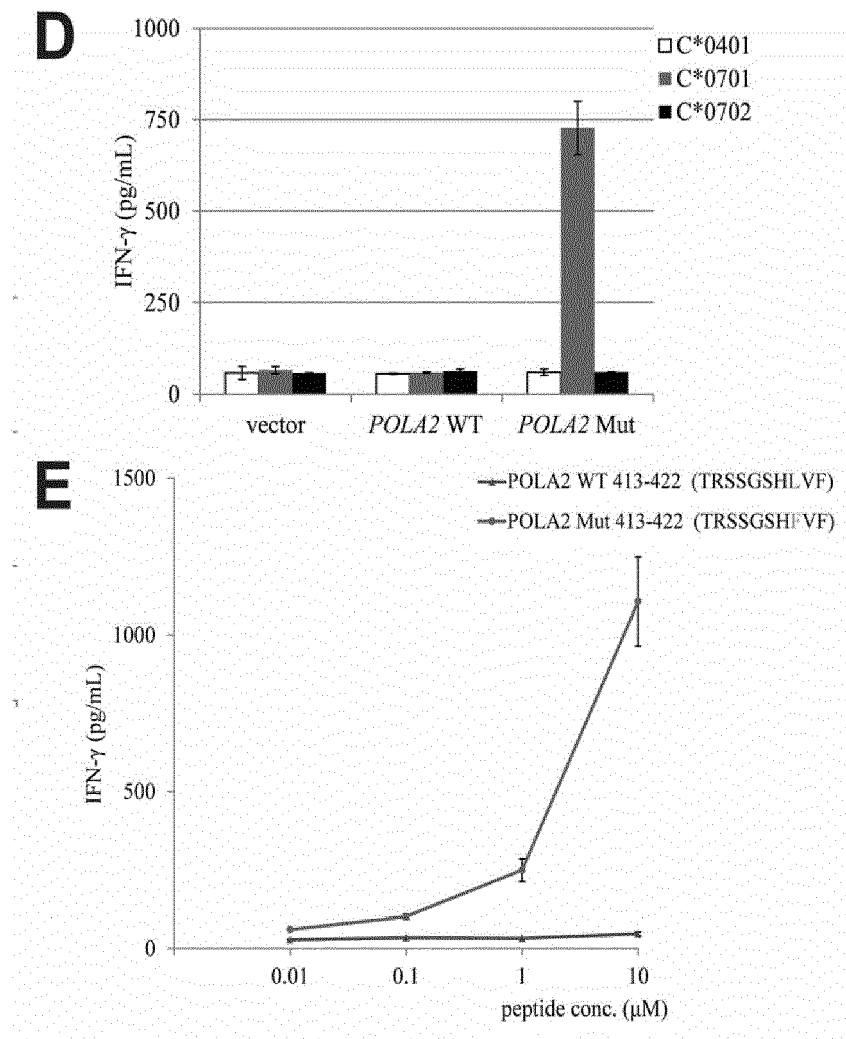 D
1000
750
500
250
0
IFN-γ (pg/mL)
C*0401
C*0701
C*0702
vector
POLA2 WT
POLA2 Mut
E
1500
1000
500
0
IFN-γ (pg/mL)
POLA2 WT 413-422 (TRSSGSHLVF)
POLA2 Mut 413-422 (TRSSGSHFVF)
0.01
0.1
1
10
peptide conc. (μM)